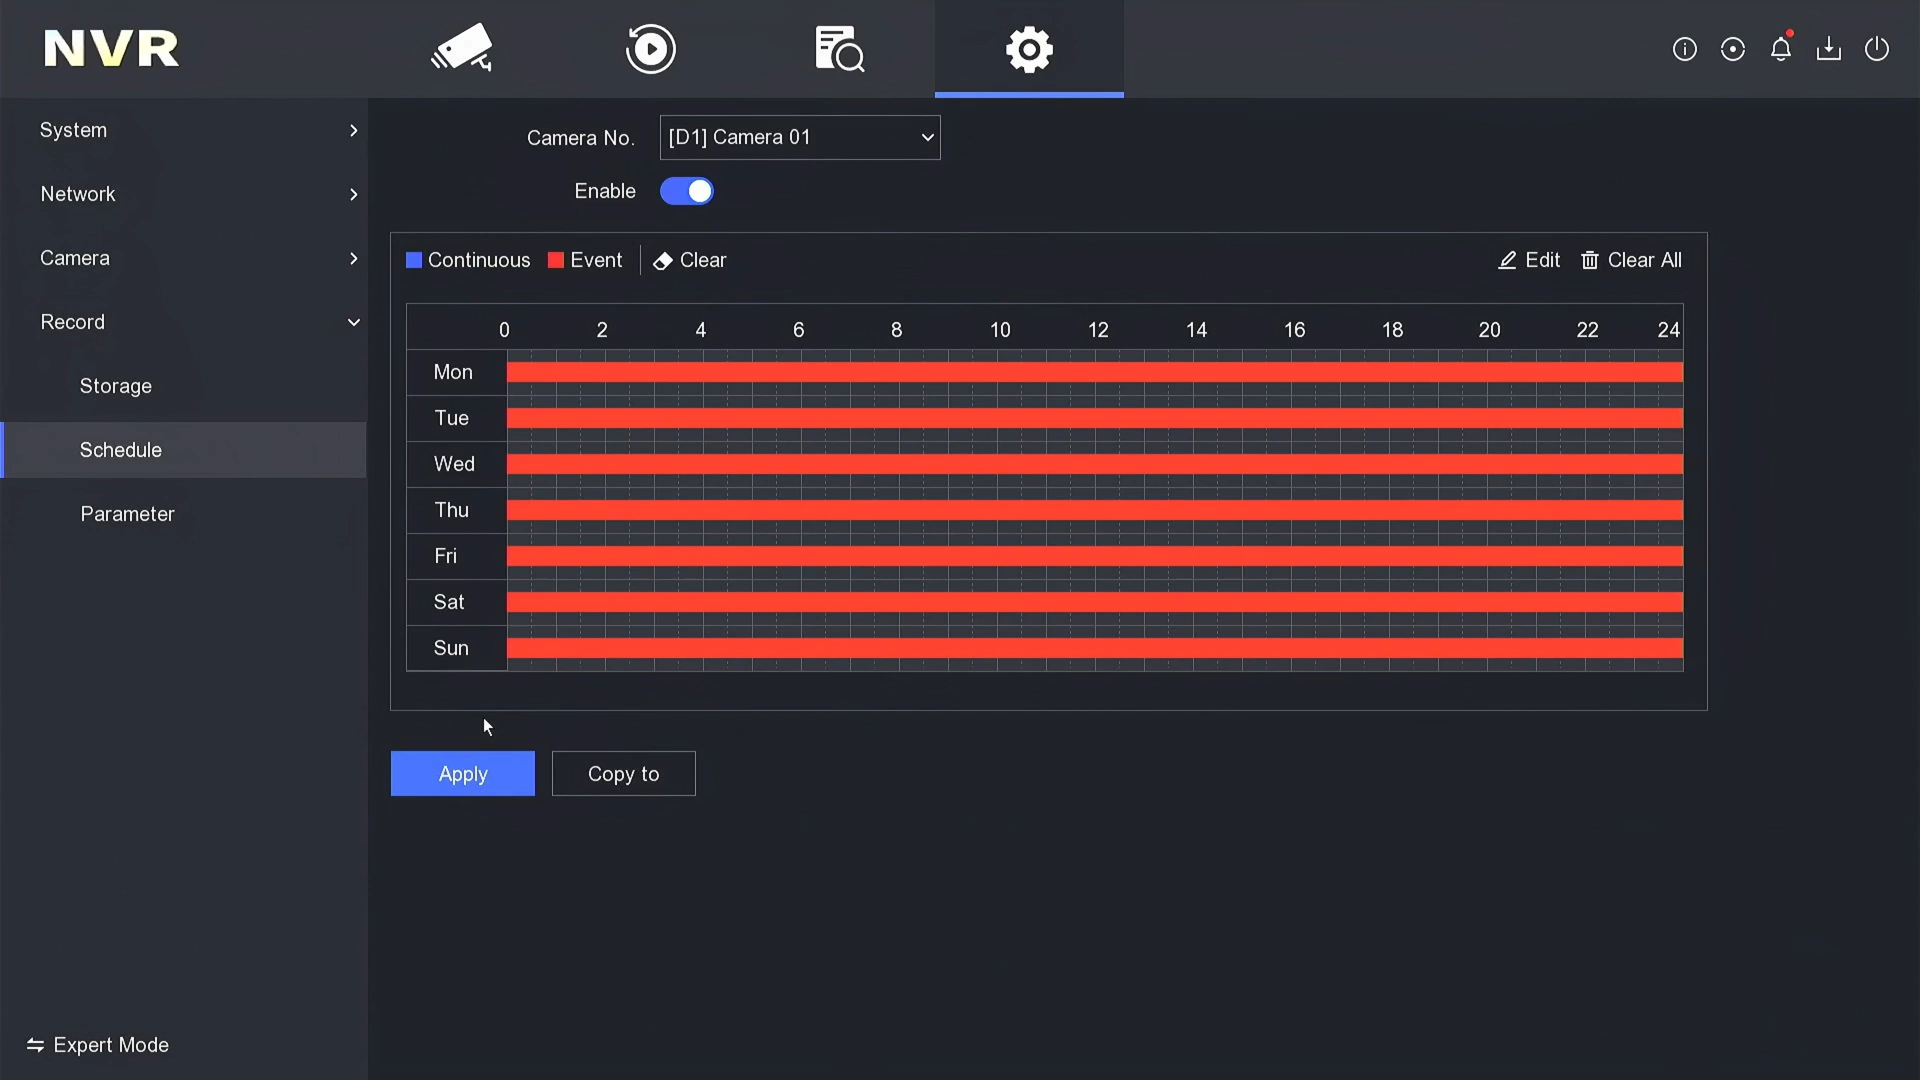 NVR
System
Network
Camera
Record
Storage
Schedule
Parameter
Expert Mode
Camera No. [D1] Camera 01
Enable
Continuous Event Clear Edit Clear All
0 2 4 6 8 10 12 14 16 18 20 22 24
Mon
Tue
Wed
Thu
Fri
Sat
Sun
Apply Copy to